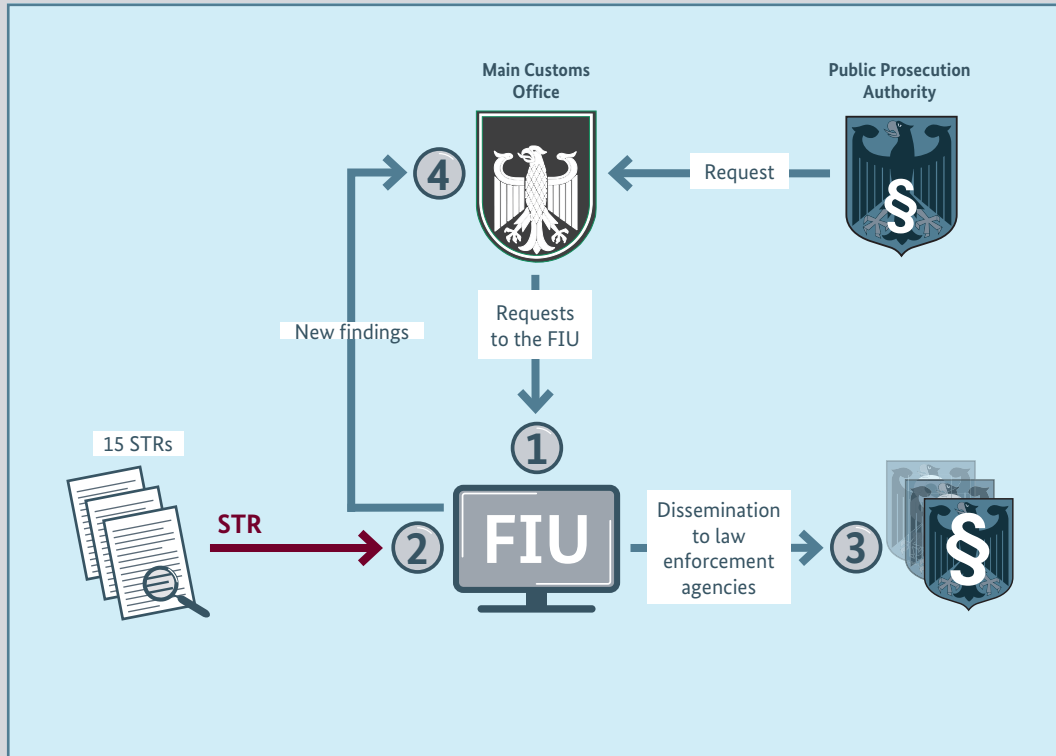 Main Customs
Office
Public Prosecution
Authority
4
Request
§
New findings
Requests
to the FIU
1
15 STRs
STR
2
FIU
Dissemination
to law
enforcement
agencies
3
§